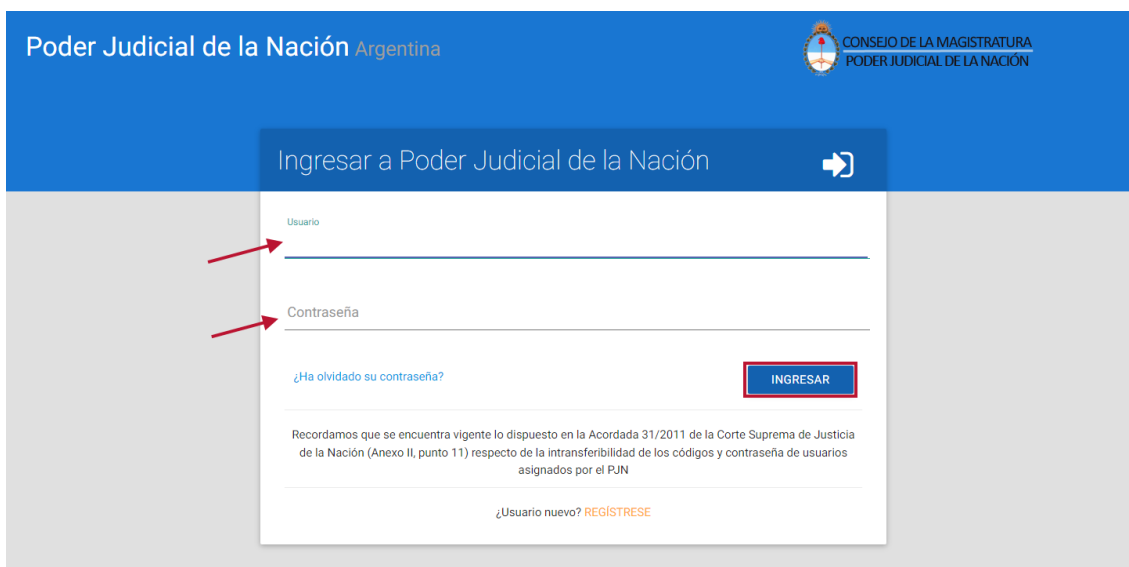 Poder Judicial de la Nación Argentina
CONSEJO DE LA MAGISTRATURA
PODER JUDICIAL DE LA NACIÓN
Ingresar a Poder Judicial de la Nación
Usuario
Contraseña
¿Ha olvidado su contraseña?
INGRESAR
Recordamos que se encuentra vigente lo dispuesto en la Acordada 31/2011 de la Corte Suprema de Justicia
de la Nación (Anexo II, punto 11) respecto de la intransferibilidad de los códigos y contraseña de usuarios
asignados por el PJN
¿Usuario nuevo? REGÍSTRESE